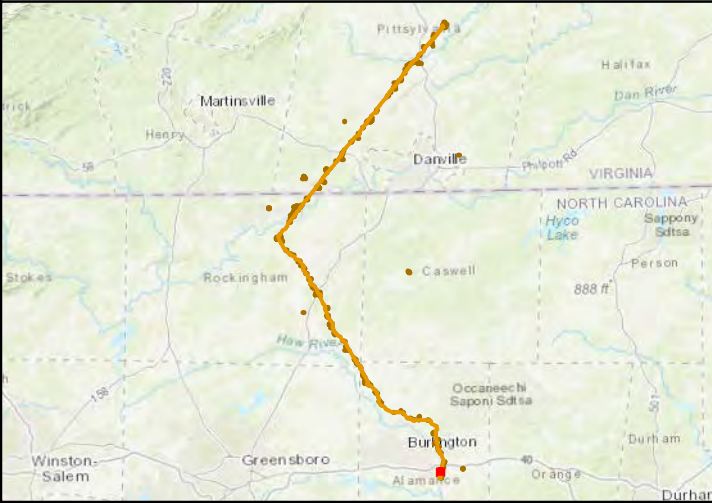 Pittsylvania
Halifax
Martinsville
Dan River
220
Henry
Danville
Philpott Rd
58
VIRGINIA
NORTH CAROLINA
Hyco
Lake
Sappony
Sdtsa
Stokes
Rockingham
Caswell
Person
888 ft
Haw River
158
Occaneechi
Saponi Sdtsa
501
Burlington
Durham
Winston-
Salem
Greensboro
40
Alamance
Orange
Durham